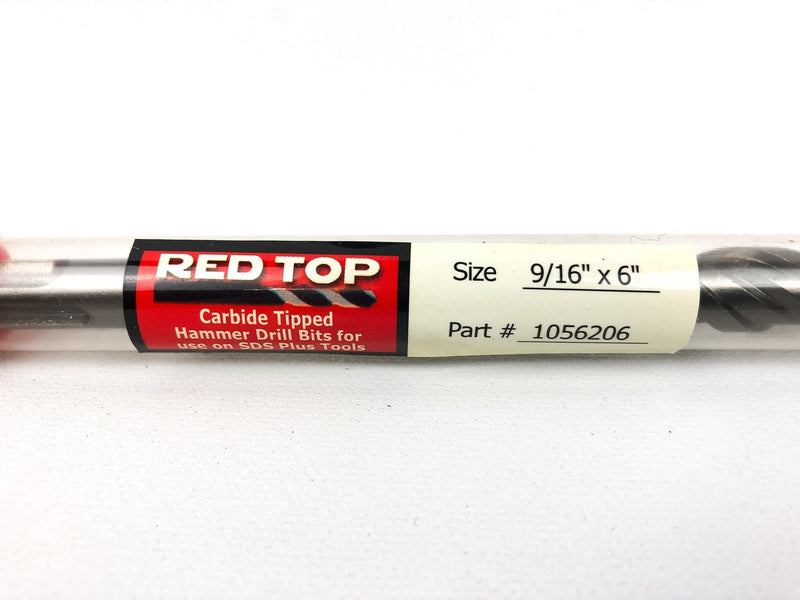 RED TOP
Carbide Tipped
Hammer Drill Bits for
use on SDS Plus Tools
Size 9/16" x 6"
Part # 1056206